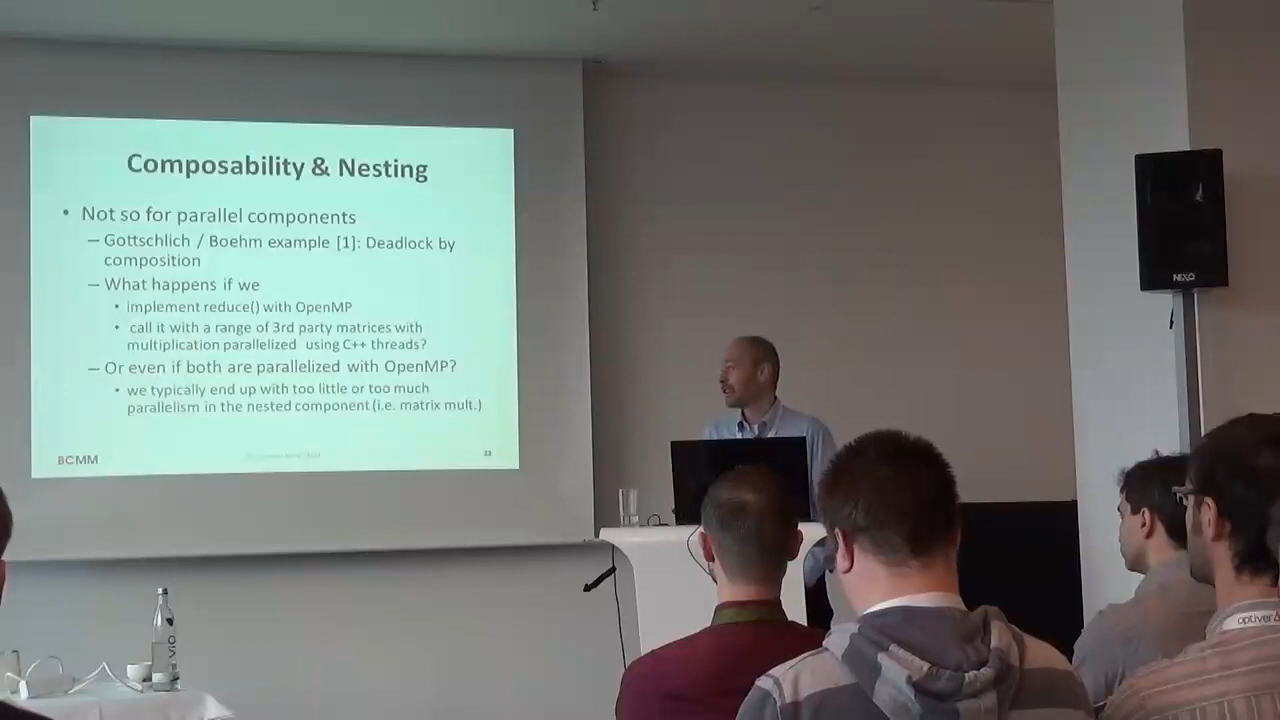 Composability & Nesting
• Not so for parallel components
– Gottschlich / Boehm example [1]: Deadlock by
composition
– What happens if we
• implement reduce() with OpenMP
• call it with a range of 3rd party matrices with
multiplication parallelized using C++ threads?
– Or even if both are parallelized with OpenMP?
• we typically end up with too little or too much
parallelism in the nested component (i.e. matrix mult.)
BCMM
NEXO
VIO
optiver